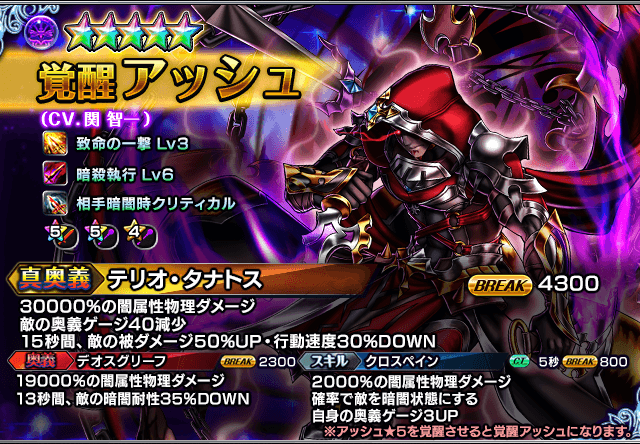 覚醒アッシュ
(CV.関 智一)
致命の一撃 Lv3
暗殺執行 Lv6
相手暗闇時クリティカル
5 5 4
真奥義 テリオ・タナトス BREAK 4300
30000%の闇属性物理ダメージ
敵の奥義ゲージ40減少
15秒間、敵の被ダメージ50%UP・行動速度30%DOWN
奥義 デオスグリーフ BREAK 2300
19000%の闇属性物理ダメージ
13秒間、敵の暗闇耐性35%DOWN
スキル クロスペイン CT 5秒 BREAK 800
2000%の闇属性物理ダメージ
確率で敵を暗闇状態にする
自身の奥義ゲージ3UP
※アッシュ★5を覚醒させると覚醒アッシュになります。